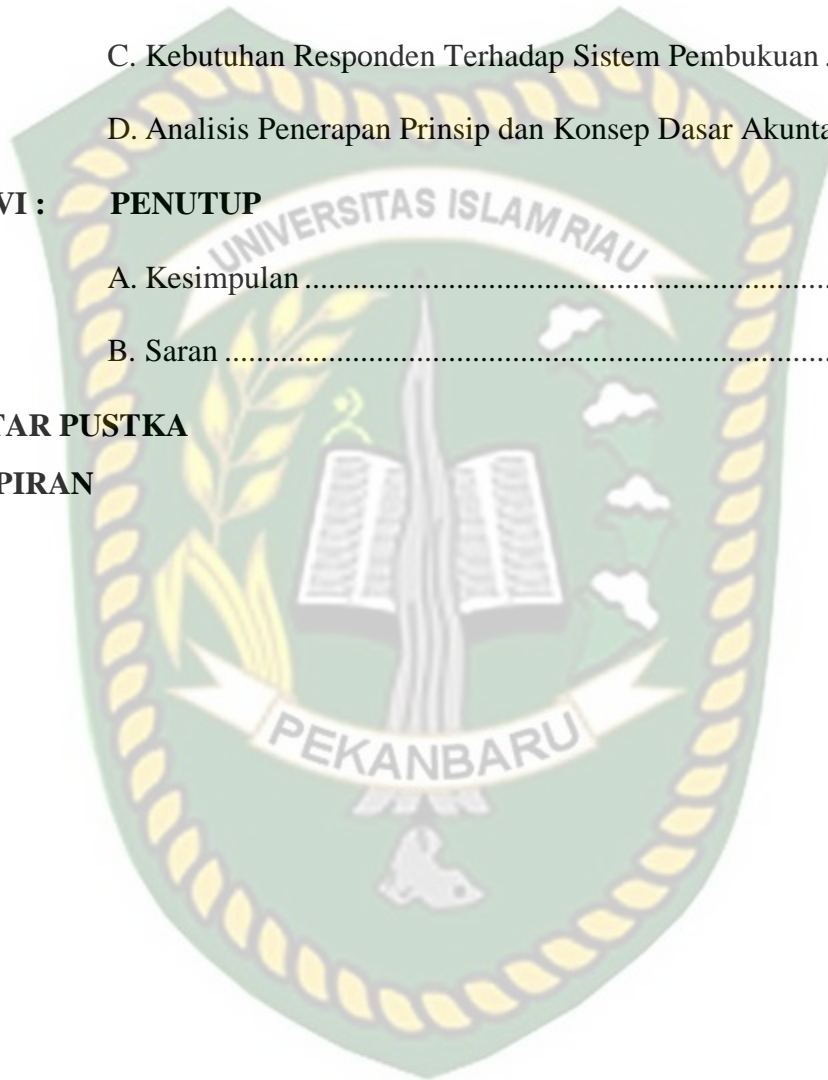 C. Kebutuhan Responden Terhadap Sistem Pembukuan .
D. Analisis Penerapan Prinsip dan Konsep Dasar Akunta
VI : PENUTUP
UNIVERSITAS ISLAM RIAU
A. Kesimpulan ....................................................................
B. Saran ..............................................................................
TAR PUSTKA
PIRAN
PEKANBARU